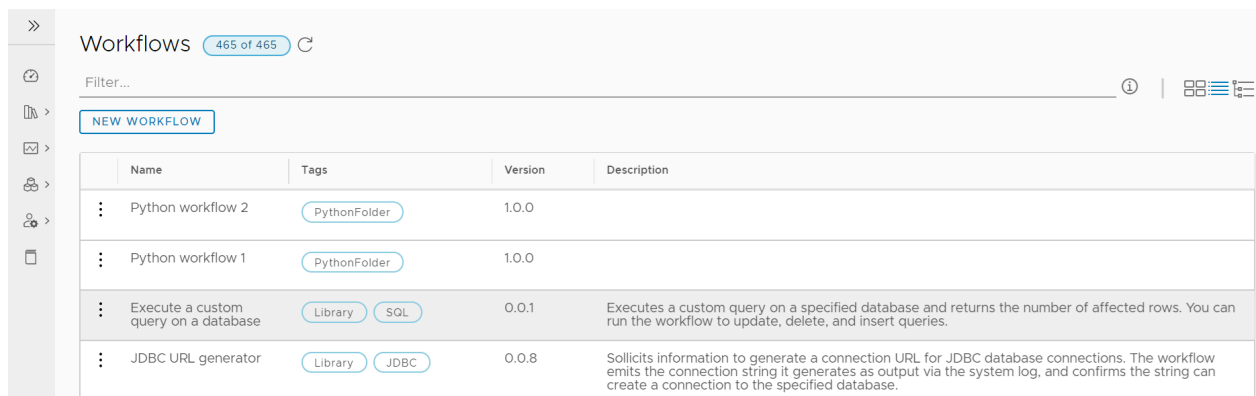 Workflows 465 of 465
Filter...
NEW WORKFLOW
Name Tags Version Description
Python workflow 2 PythonFolder 1.0.0
Python workflow 1 PythonFolder 1.0.0
Execute a custom Library SQL 0.0.1 Executes a custom query on a specified database and returns the number of affected rows. You can
query on a database run the workflow to update, delete, and insert queries.
JDBC URL generator Library JDBC 0.0.8 Sollicits information to generate a connection URL for JDBC database connections. The workflow
emits the connection string it generates as output via the system log, and confirms the string can
create a connection to the specified database.